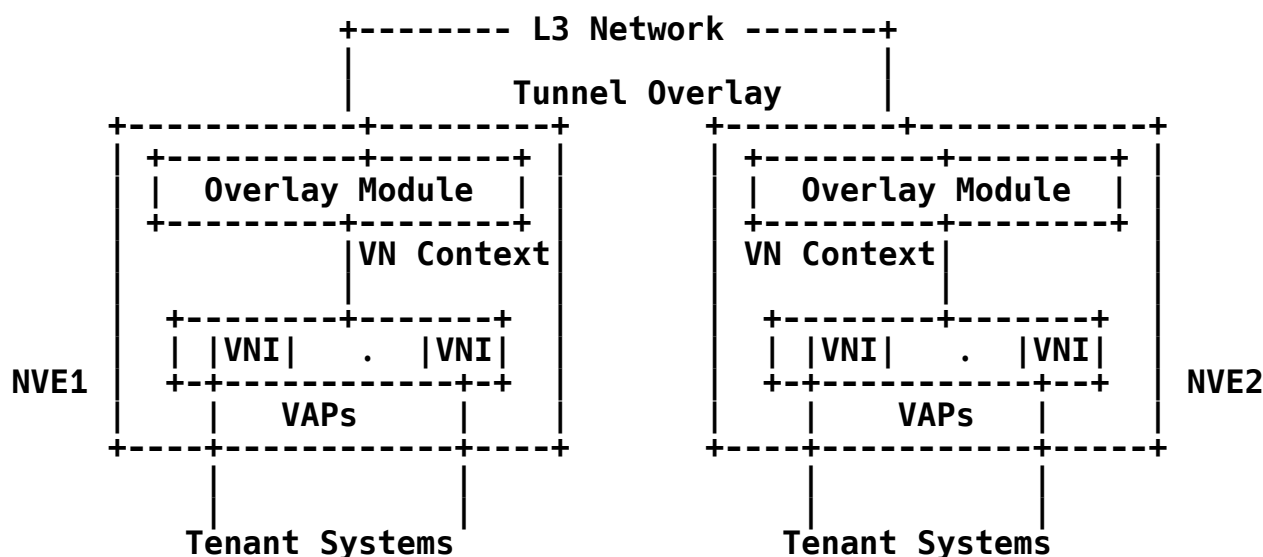 +-------- L3 Network -------+
|                           |
|        Tunnel Overlay     |
+------------+---------+       +---------+------------+
| +----------+-------+ |       | +---------+--------+ |
| |  Overlay Module  | |       | |  Overlay Module  | |
| +---------+--------+ |       | +---------+--------+ |
|           |VN Context|       | VN Context|          |
|           |          |       |           |          |
|  +--------+-------+  |       |  +--------+-------+  |
|  | |VNI|   .  |VNI|  |       |  | |VNI|   .  |VNI|  |
NVE1 |  +-+------------+-+  |       |  +-+-----------+--+  | NVE2
|    |   VAPs     |    |       |    |    VAPs   |     |
+----+------------+----+       +----+-----------+-----+
|            |                 |           |
|            |                 |           |
Tenant Systems                 Tenant Systems